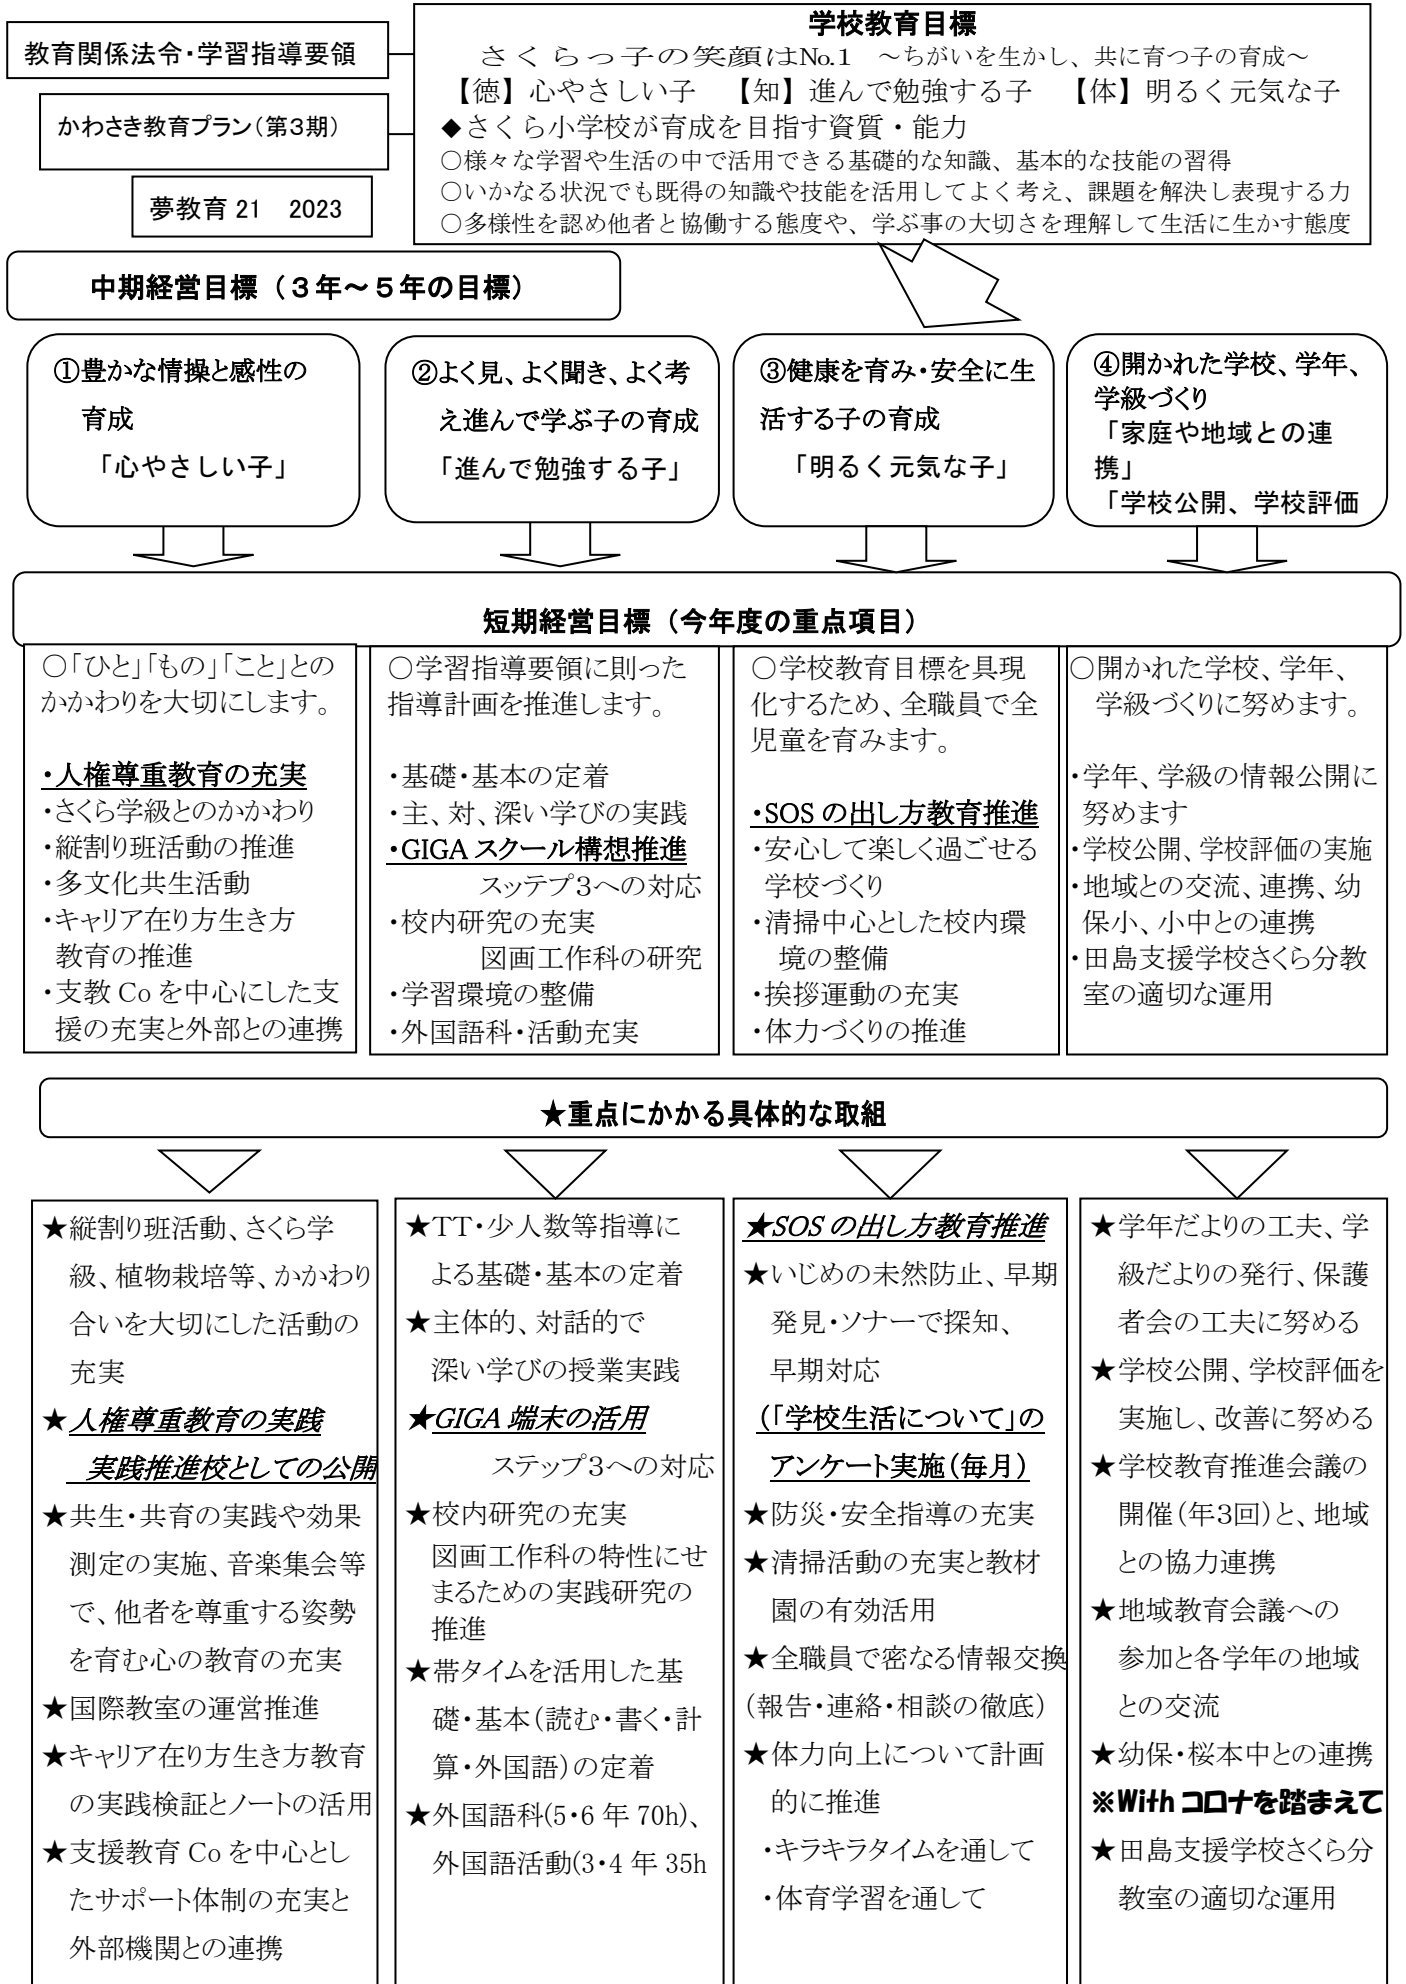 教育関係法令・学習指導要領
かわさき教育プラン（第３期）
夢教育 21　2023
学校教育目標
さくらっ子の笑顔はNo.1　～ちがいを生かし、共に育つ子の育成～
【徳】心やさしい子　【知】進んで勉強する子　【体】明るく元気な子
◆さくら小学校が育成を目指す資質・能力
○様々な学習や生活の中で活用できる基礎的な知識、基本的な技能の習得
○いかなる状況でも既得の知識や技能を活用してよく考え、課題を解決し表現する力
○多様性を認め他者と協働する態度や、学ぶ事の大切さを理解して生活に生かす態度
中期経営目標（３年～５年の目標）
①豊かな情操と感性の
育成
「心やさしい子」
②よく見、よく聞き、よく考
え進んで学ぶ子の育成
「進んで勉強する子」
③健康を育み・安全に生
活する子の育成
「明るく元気な子」
④開かれた学校、学年、
学級づくり
「家庭や地域との連
携」
「学校公開、学校評価
短期経営目標（今年度の重点項目）
○「ひと」「もの」「こと」との
かかわりを大切にします。
・人権尊重教育の充実
・さくら学級とのかかわり
・縦割り班活動の推進
・多文化共生活動
・キャリア在り方生き方
教育の推進
・支教 Co を中心にした支
援の充実と外部との連携
○学習指導要領に則った
指導計画を推進します。
・基礎・基本の定着
・主、対、深い学びの実践
・GIGA スクール構想推進
スッテプ３への対応
・校内研究の充実
図画工作科の研究
・学習環境の整備
・外国語科・活動充実
○学校教育目標を具現
化するため、全職員で全
児童を育みます。
・SOS の出し方教育推進
・安心して楽しく過ごせる
学校づくり
・清掃中心とした校内環
境の整備
・挨拶運動の充実
・体力づくりの推進
○開かれた学校、学年、
学級づくりに努めます。
・学年、学級の情報公開に
努めます
・学校公開、学校評価の実施
・地域との交流、連携、幼
保小、小中との連携
・田島支援学校さくら分教
室の適切な運用
★重点にかかる具体的な取組
★縦割り班活動、さくら学
級、植物栽培等、かかわり
合いを大切にした活動の
充実
★人権尊重教育の実践
実践推進校としての公開
★共生・共育の実践や効果
測定の実施、音楽集会等
で、他者を尊重する姿勢
を育む心の教育の充実
★国際教室の運営推進
★キャリア在り方生き方教育
の実践検証とノートの活用
★支援教育 Co を中心とし
たサポート体制の充実と
外部機関との連携
★TT・少人数等指導に
よる基礎・基本の定着
★主体的、対話的で
深い学びの授業実践
★GIGA 端末の活用
ステップ３への対応
★校内研究の充実
図画工作科の特性にせ
まるための実践研究の
推進
★帯タイムを活用した基
礎・基本（読む・書く・計
算・外国語）の定着
★外国語科(5・6 年 70h)、
外国語活動(3・4 年 35h
★SOS の出し方教育推進
★いじめの未然防止、早期
発見・ソナーで探知、
早期対応
（「学校生活について」の
アンケート実施（毎月）
★防災・安全指導の充実
★清掃活動の充実と教材
園の有効活用
★全職員で密なる情報交換
（報告・連絡・相談の徹底）
★体力向上について計画
的に推進
・キラキラタイムを通して
・体育学習を通して
★学年だよりの工夫、学
級だよりの発行、保護
者会の工夫に努める
★学校公開、学校評価を
実施し、改善に努める
★学校教育推進会議の
開催（年３回）と、地域
との協力連携
★地域教育会議への
参加と各学年の地域
との交流
★幼保・桜本中との連携
※With コロナを踏まえて
★田島支援学校さくら分
教室の適切な運用